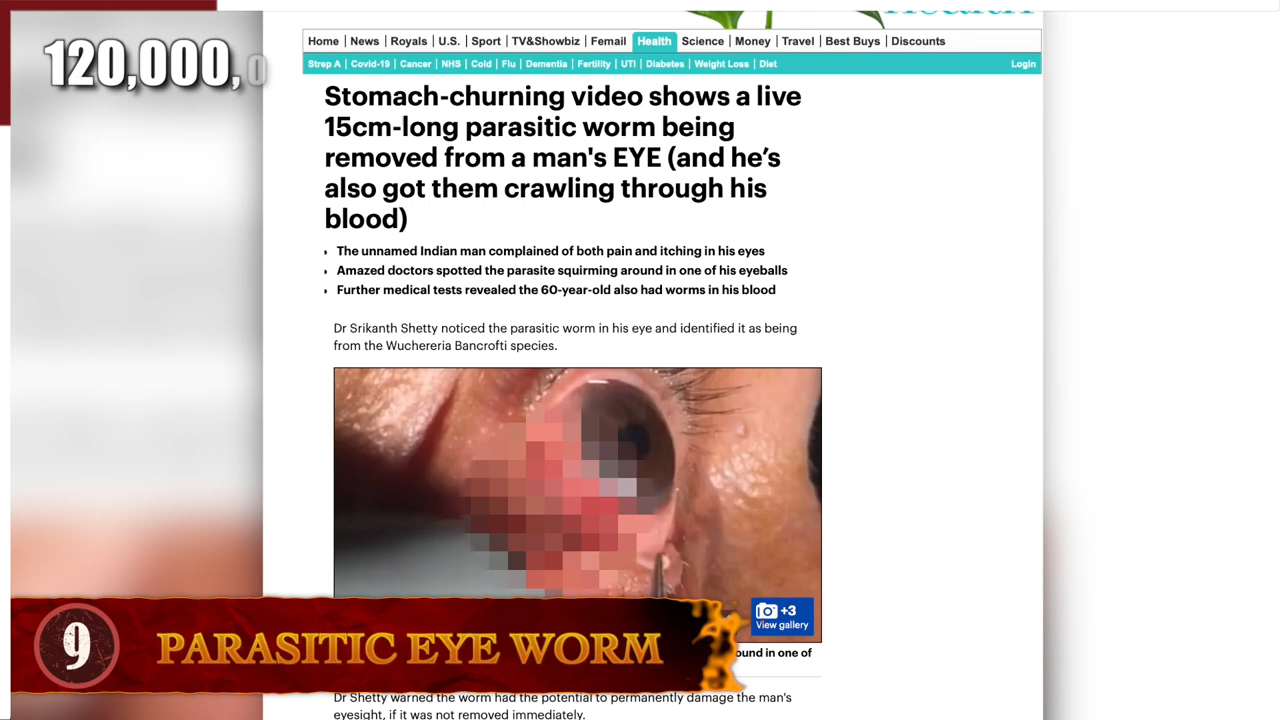 120,000,0
Home | News | Royals | U.S. | Sport | TV&Showbiz | Femail | Health | Science | Money | Travel | Best Buys | Discounts
Strep A | Covid-19 | Cancer | NHS | Cold | Flu | Dementia | Fertility | UTI | Diabetes | Weight Loss | Diet
Login
Stomach-churning video shows a live
15cm-long parasitic worm being
removed from a man's EYE (and he's
also got them crawling through his
blood)
The unnamed Indian man complained of both pain and itching in his eyes
Amazed doctors spotted the parasite squirming around in one of his eyeballs
Further medical tests revealed the 60-year-old also had worms in his blood
Dr Srikanth Shetty noticed the parasitic worm in his eye and identified it as being
from the Wuchereria Bancrofti species.
+3
View gallery
9
PARASITIC EYE WORM
ound in one of
Dr Shetty warned the worm had the potential to permanently damage the man's
eyesight, if it was not removed immediately.